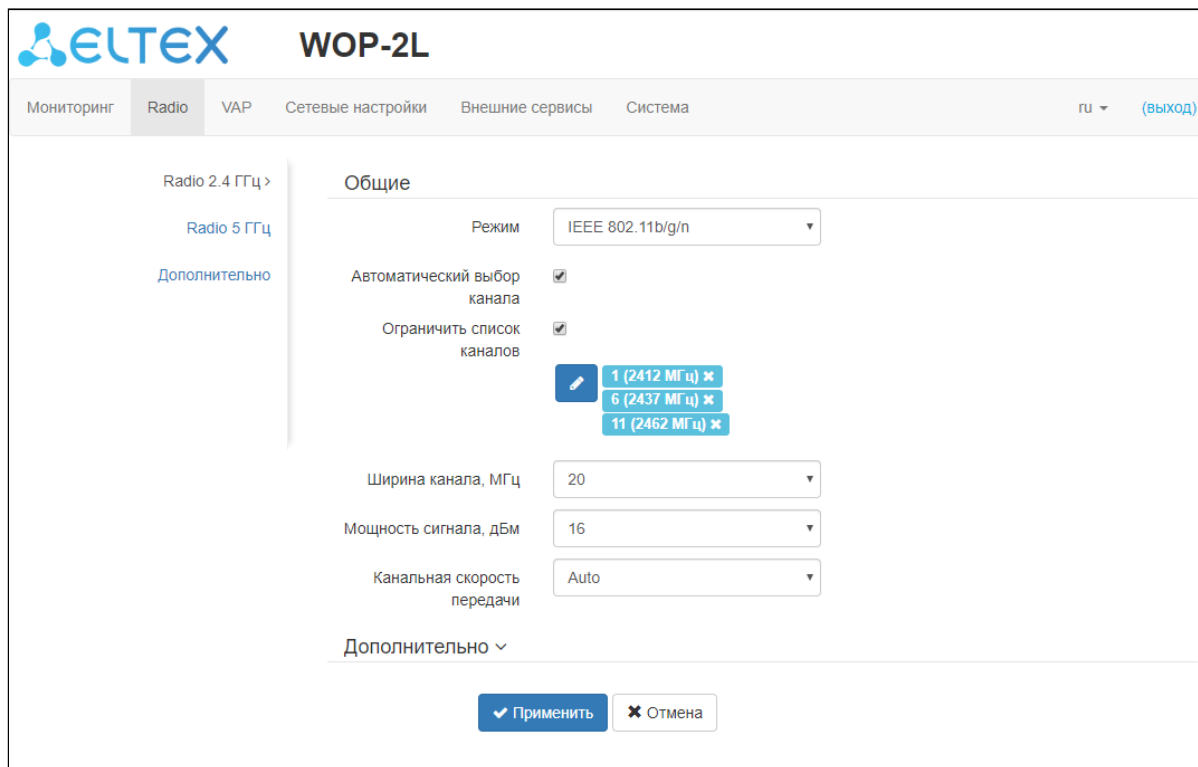 ELTEX WOP-2L
Мониторинг Radio VAP Сетевые настройки Внешние сервисы Система ru (выход)
Radio 2.4 ГГц
Radio 5 ГГц
Дополнительно
Общие
Режим IEEE 802.11b/g/n
Автоматический выбор
канала
Ограничить список
каналов
1 (2412 МГц)
6 (2437 МГц)
11 (2462 МГц)
Ширина канала, МГц 20
Мощность сигнала, дБм 16
Канальная скорость
передачи
Auto
Дополнительно
Применить Отмена